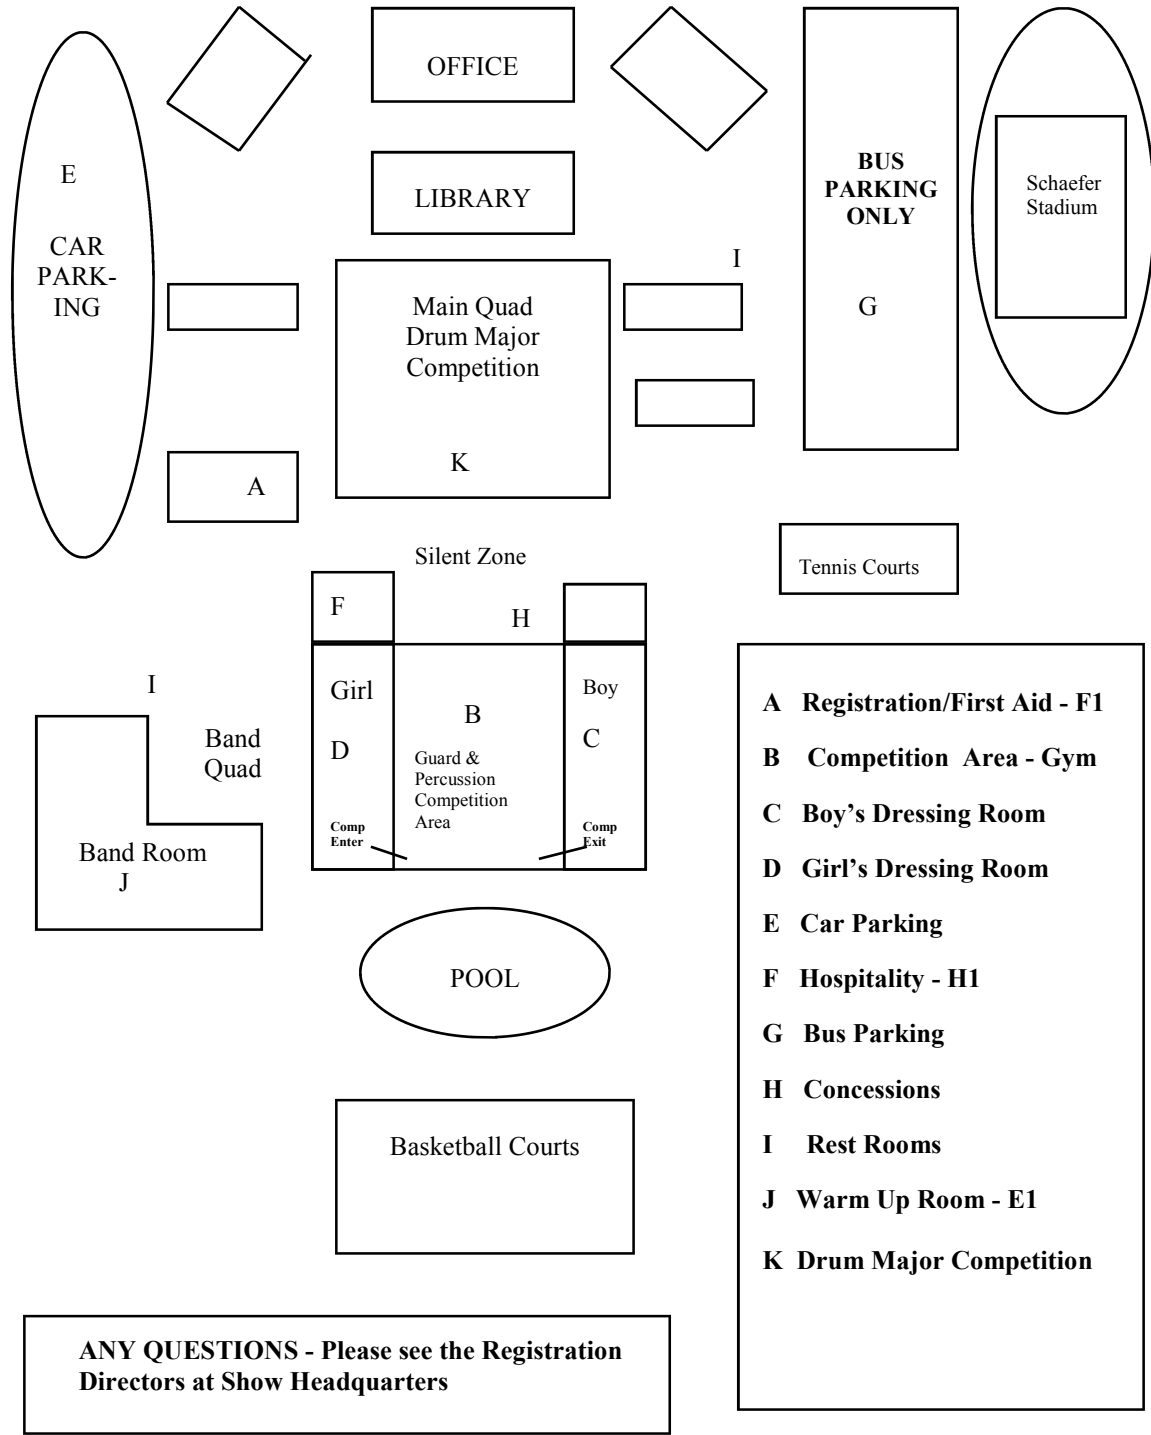 OFFICE
E
BUS
PARKING
ONLY
Schaefer
Stadium
LIBRARY
CAR
PARK-
ING
I
Main Quad
Drum Major
Competition
G
K
A
Silent Zone
Tennis Courts
F
H
I
Girl
Boy
B
Band
Quad
D
C
Guard &
Percussion
Competition
Area
Comp
Enter
Comp
Exit
Band Room
J
POOL
Basketball Courts
A Registration/First Aid - F1
B Competition Area - Gym
C Boy’s Dressing Room
D Girl’s Dressing Room
E Car Parking
F Hospitality - H1
G Bus Parking
H Concessions
I Rest Rooms
J Warm Up Room - E1
K Drum Major Competition
ANY QUESTIONS - Please see the Registration
Directors at Show Headquarters